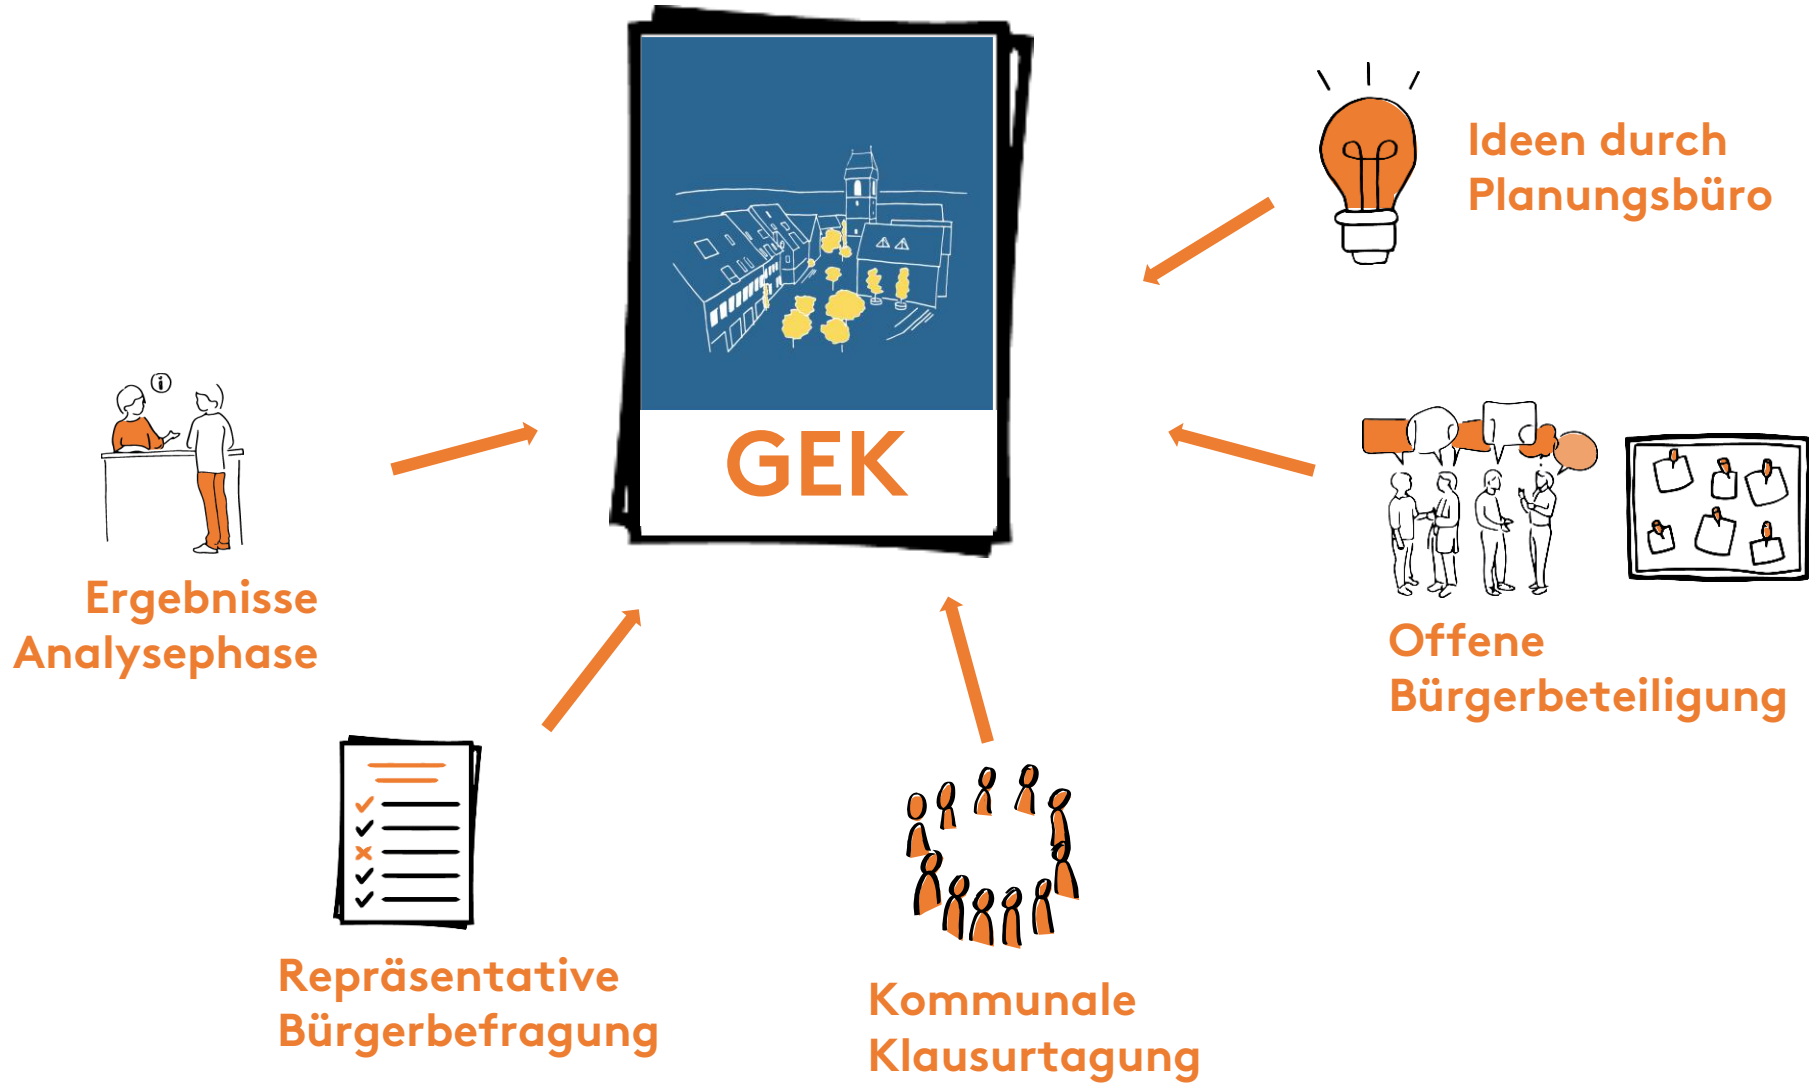 GEK
Ideen durch
Planungsbüro
i
Ergebnisse
Analysephase
Offene
Bürgerbeteiligung
Repräsentative
Bürgerbefragung
Kommunale
Klausurtagung